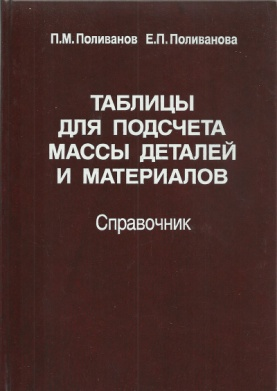 П.М.Поливанов Е.П.Поливанова
ТАБЛИЦЫ
ДЛЯ ПОДСЧЕТА
МАССЫ ДЕТАЛЕЙ
И МАТЕРИАЛОВ
Справочник